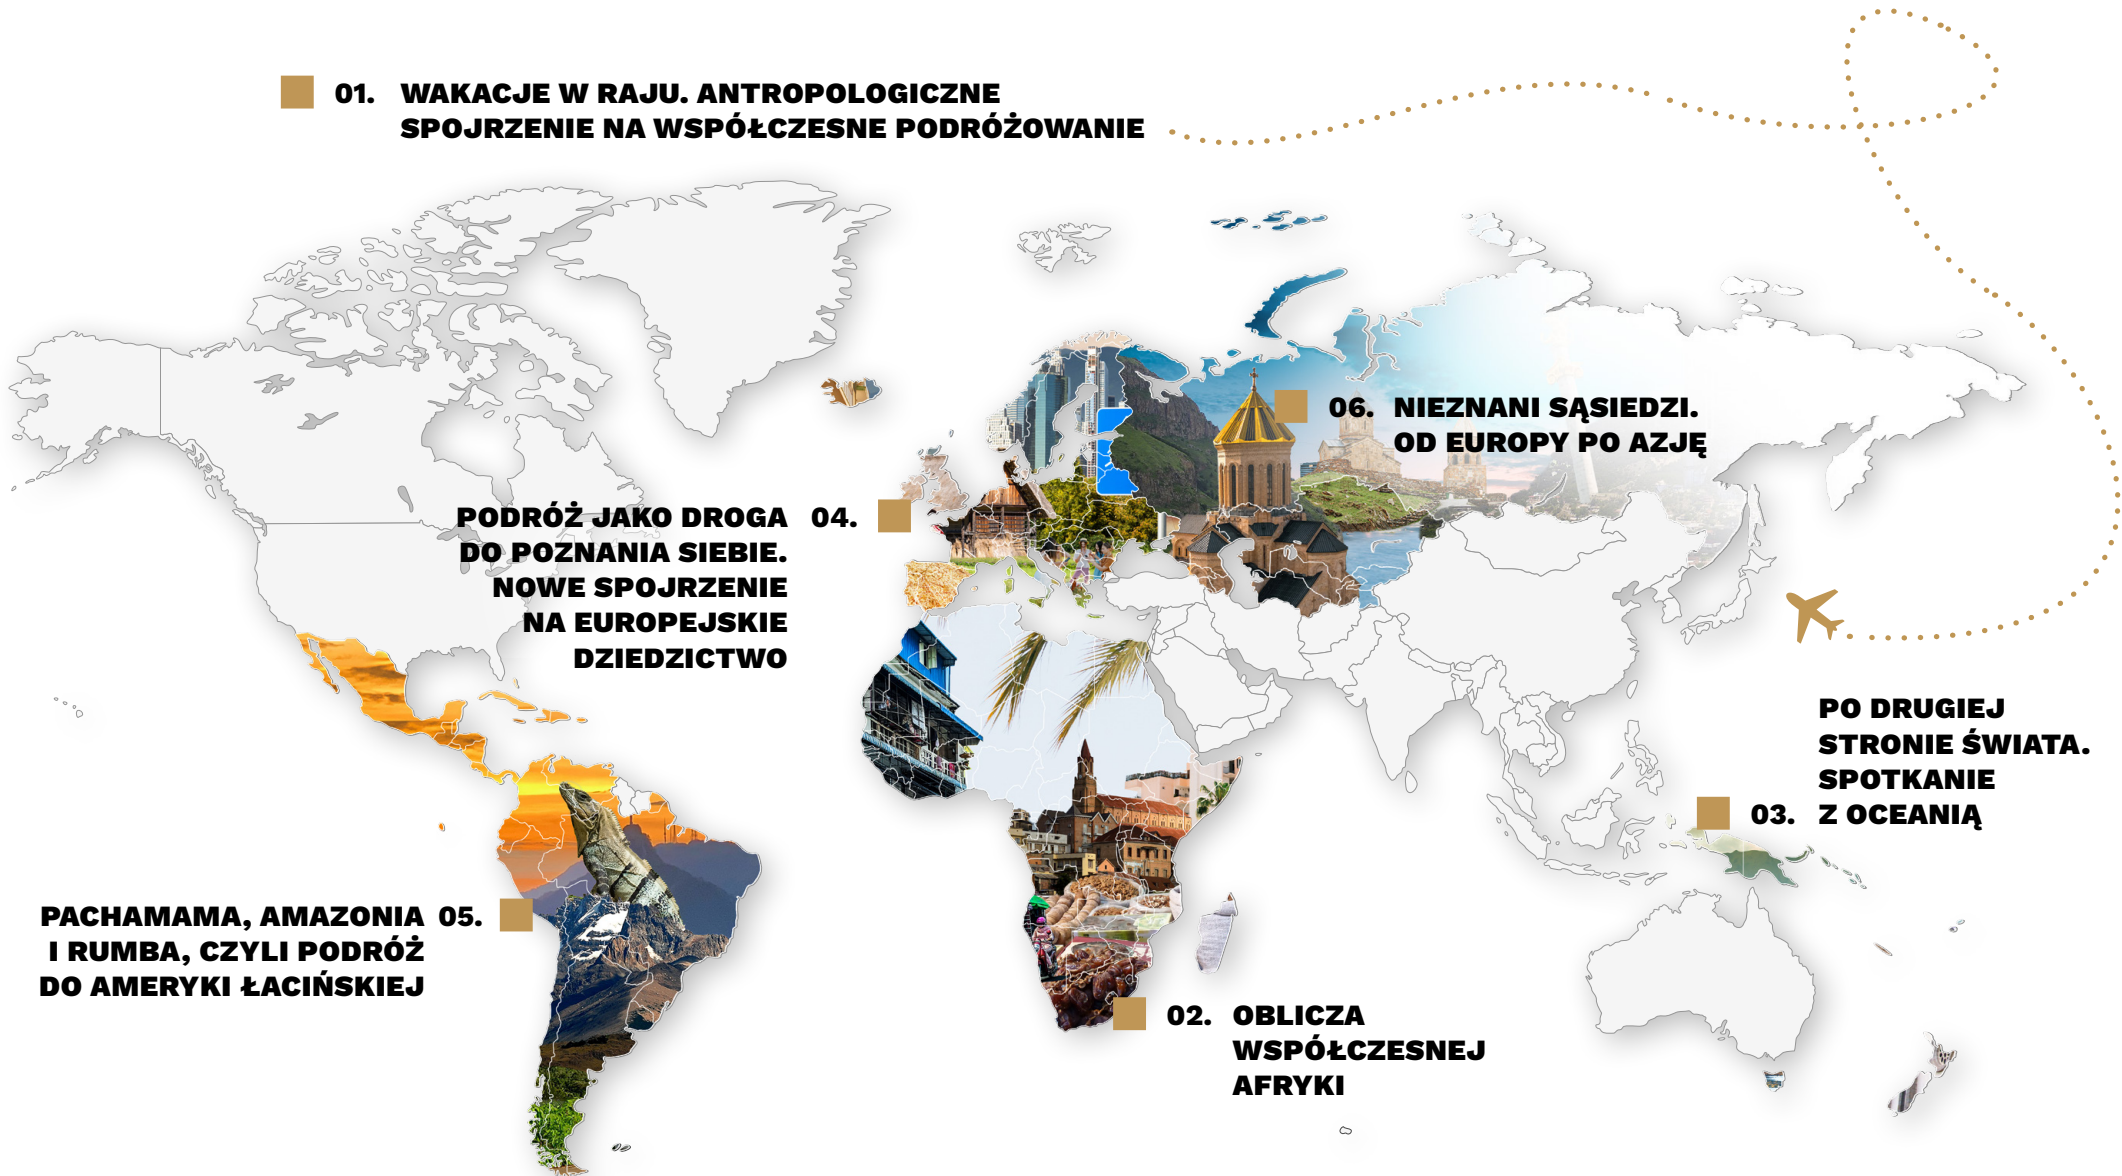 01. WAKACJE W RAJU. ANTROPOLOGICZNE
SPOJRZENIE NA WSPÓŁCZESNE PODRÓŻOWANIE
06. NIEZNANI SĄSIEDZI.
OD EUROPY PO AZJĘ
PODRÓŻ JAKO DROGA 04.
DO POZNANIA SIEBIE.
NOWE SPOJRZENIE
NA EUROPEJSKIE
DZIEDZICTWO
PO DRUGIEJ
STRONIE ŚWIATA.
SPOTKANIE
03. Z OCEANIĄ
PACHAMAMA, AMAZONIA 05.
I RUMBA, CZYLI PODRÓŻ
DO AMERYKI ŁACIŃSKIEJ
02. OBLICZA
WSPÓŁCZESNEJ
AFRYKI